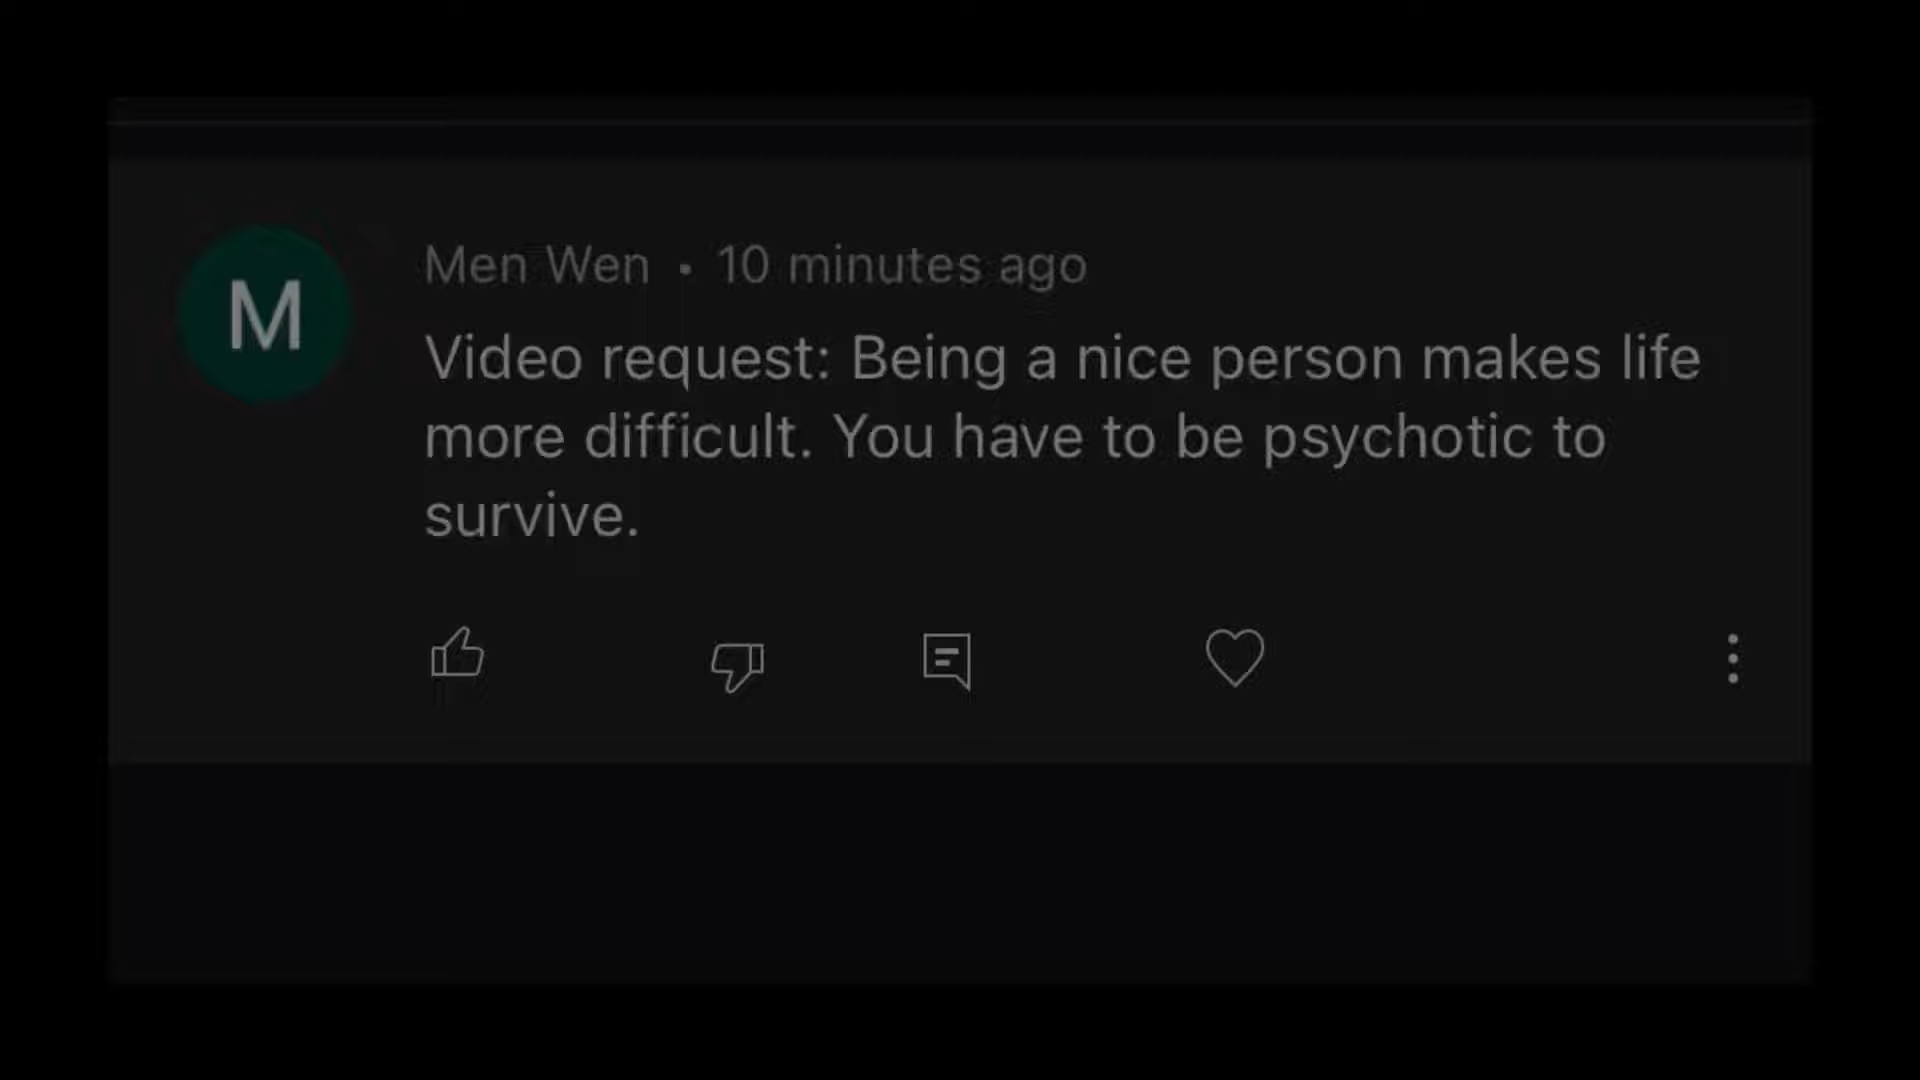 M
Men Wen • 10 minutes ago
Video request: Being a nice person makes life
more difficult. You have to be psychotic to
survive.